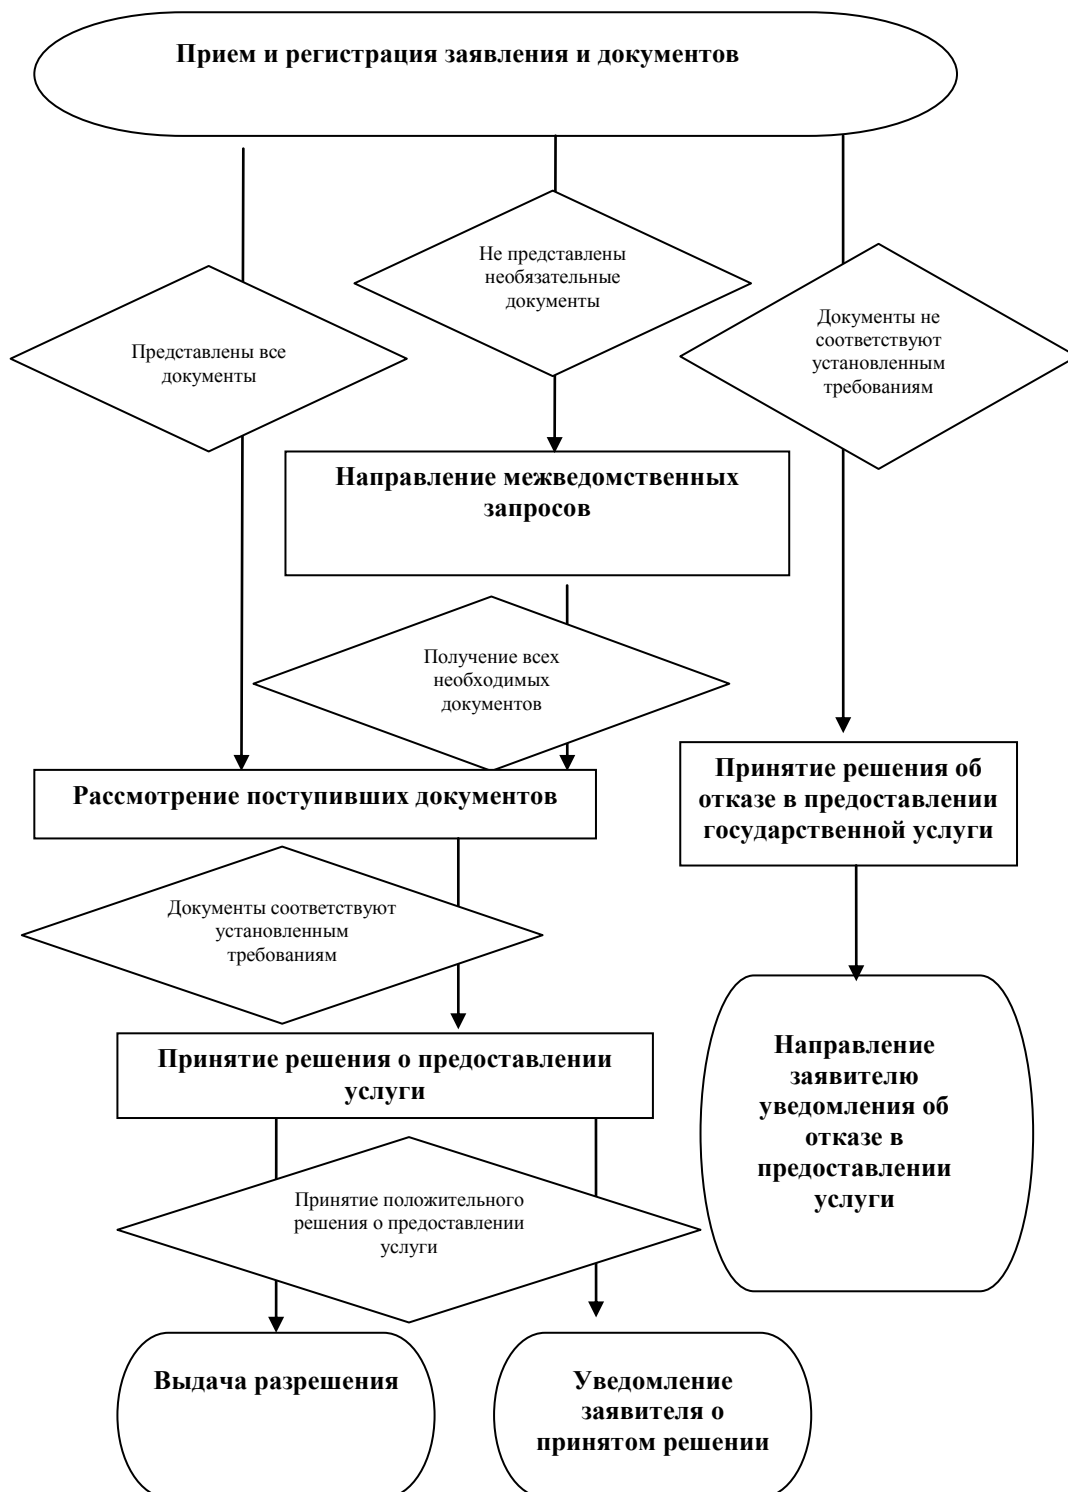 Прием и регистрация заявления и документов
Не представлены
необязательные
документы
Документы не
соответствуют
установленным
требованиям
Представлены все
документы
Направление межведомственных
запросов
Получение всех
необходимых
документов
Рассмотрение поступивших документов
Принятие решения об
отказе в предоставлении
государственной услуги
Документы соответствуют
установленным
требованиям
Принятие решения о предоставлении
услуги
Направление
заявителю
уведомления об
отказе в
предоставлении
услуги
Принятие положительного
решения о предоставлении
услуги
Выдача разрешения
Уведомление
заявителя о
принятом решении